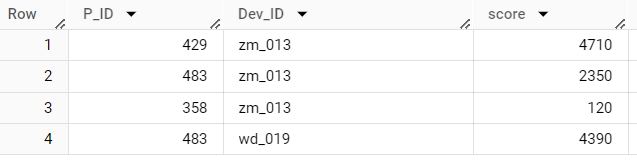 Row P_ID Dev_ID score
1 429 zm_013 4710
2 483 zm_013 2350
3 358 zm_013 120
4 483 wd_019 4390